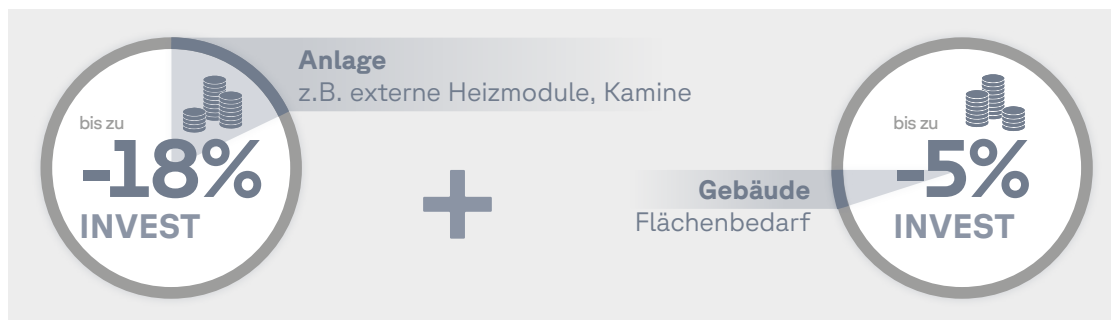 Anlage
z.B. externe Heizmodule, Kamine
bis zu
-18%
INVEST
+
bis zu
-5%
INVEST
Gebäude
Flächenbedarf